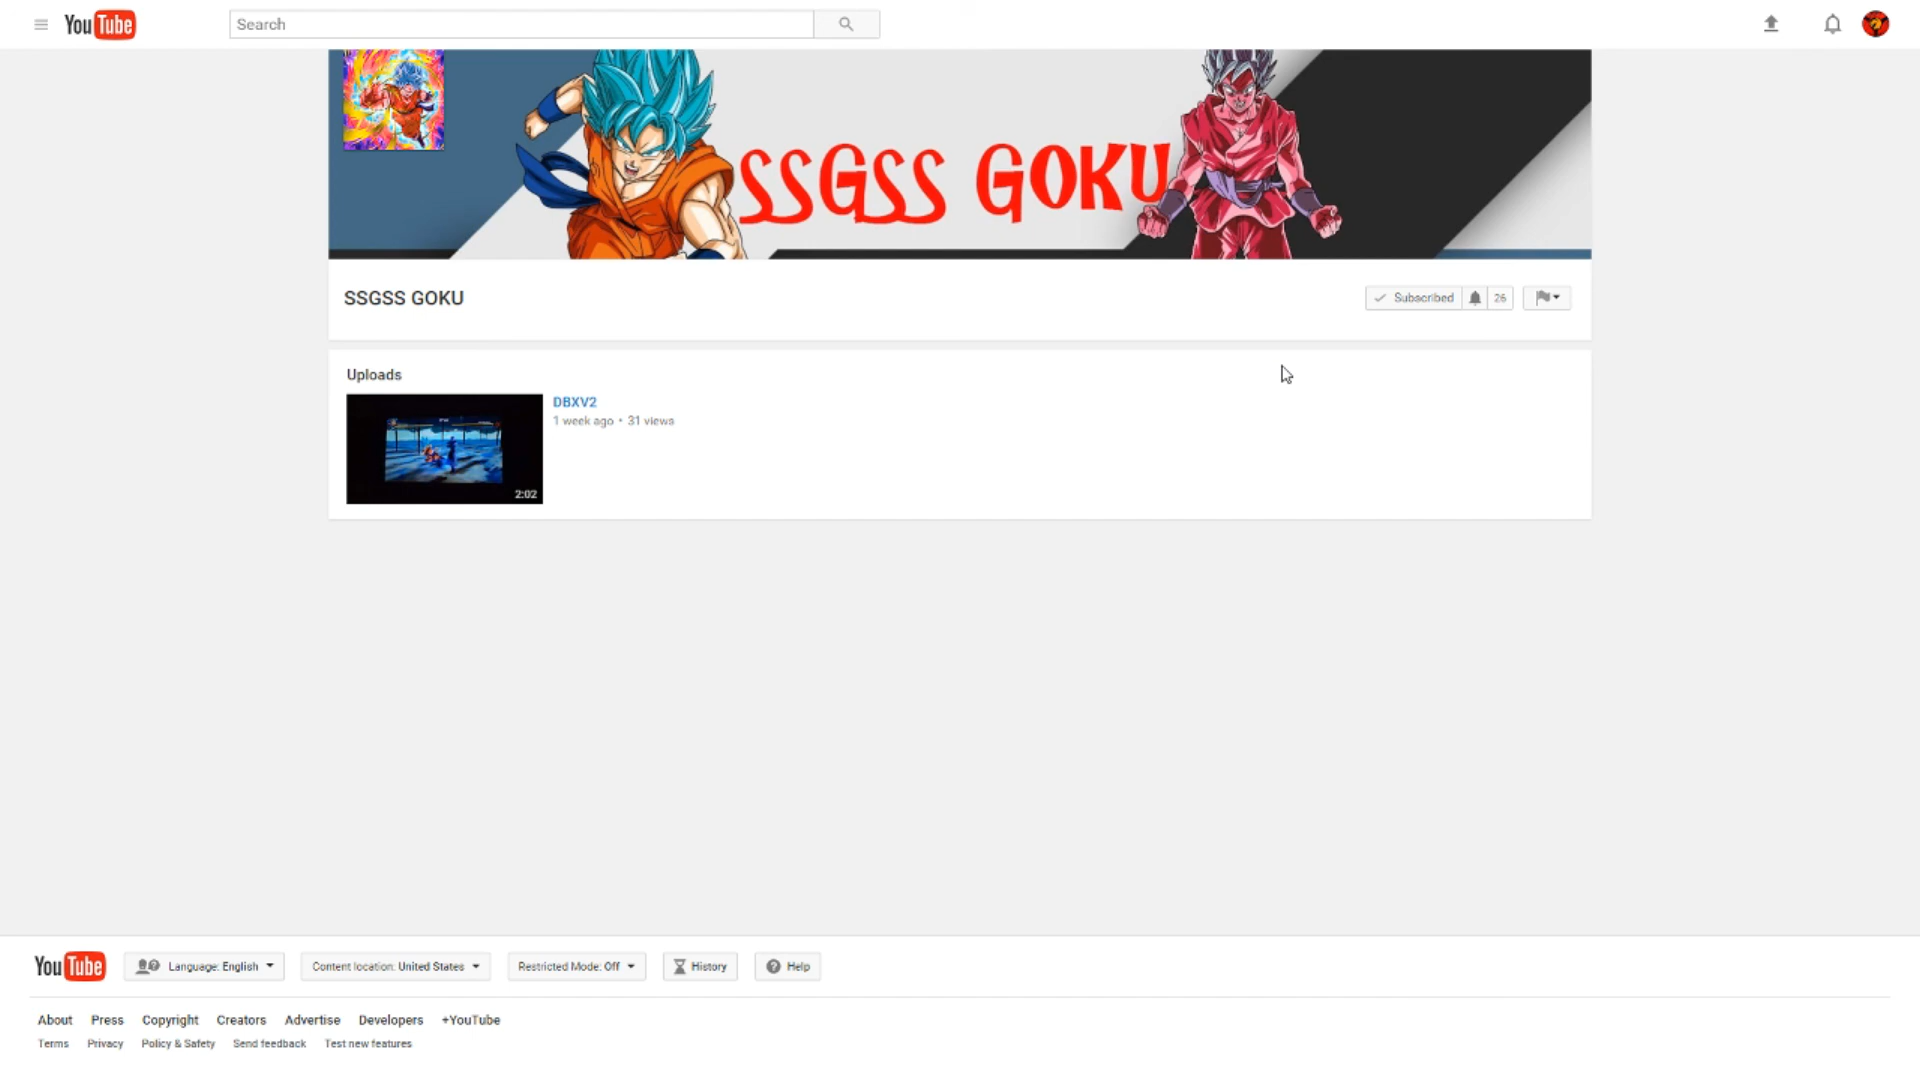 YouTube
Search
SSGSS GOKU
SSGSS GOKU
Subscribed 26
Uploads
DBXV2
1 week ago • 31 views
2:02
YouTube Language: English Content location: United States Restricted Mode: Off History Help
About Press Copyright Creators Advertise Developers +YouTube
Terms Privacy Policy & Safety Send feedback Test new features